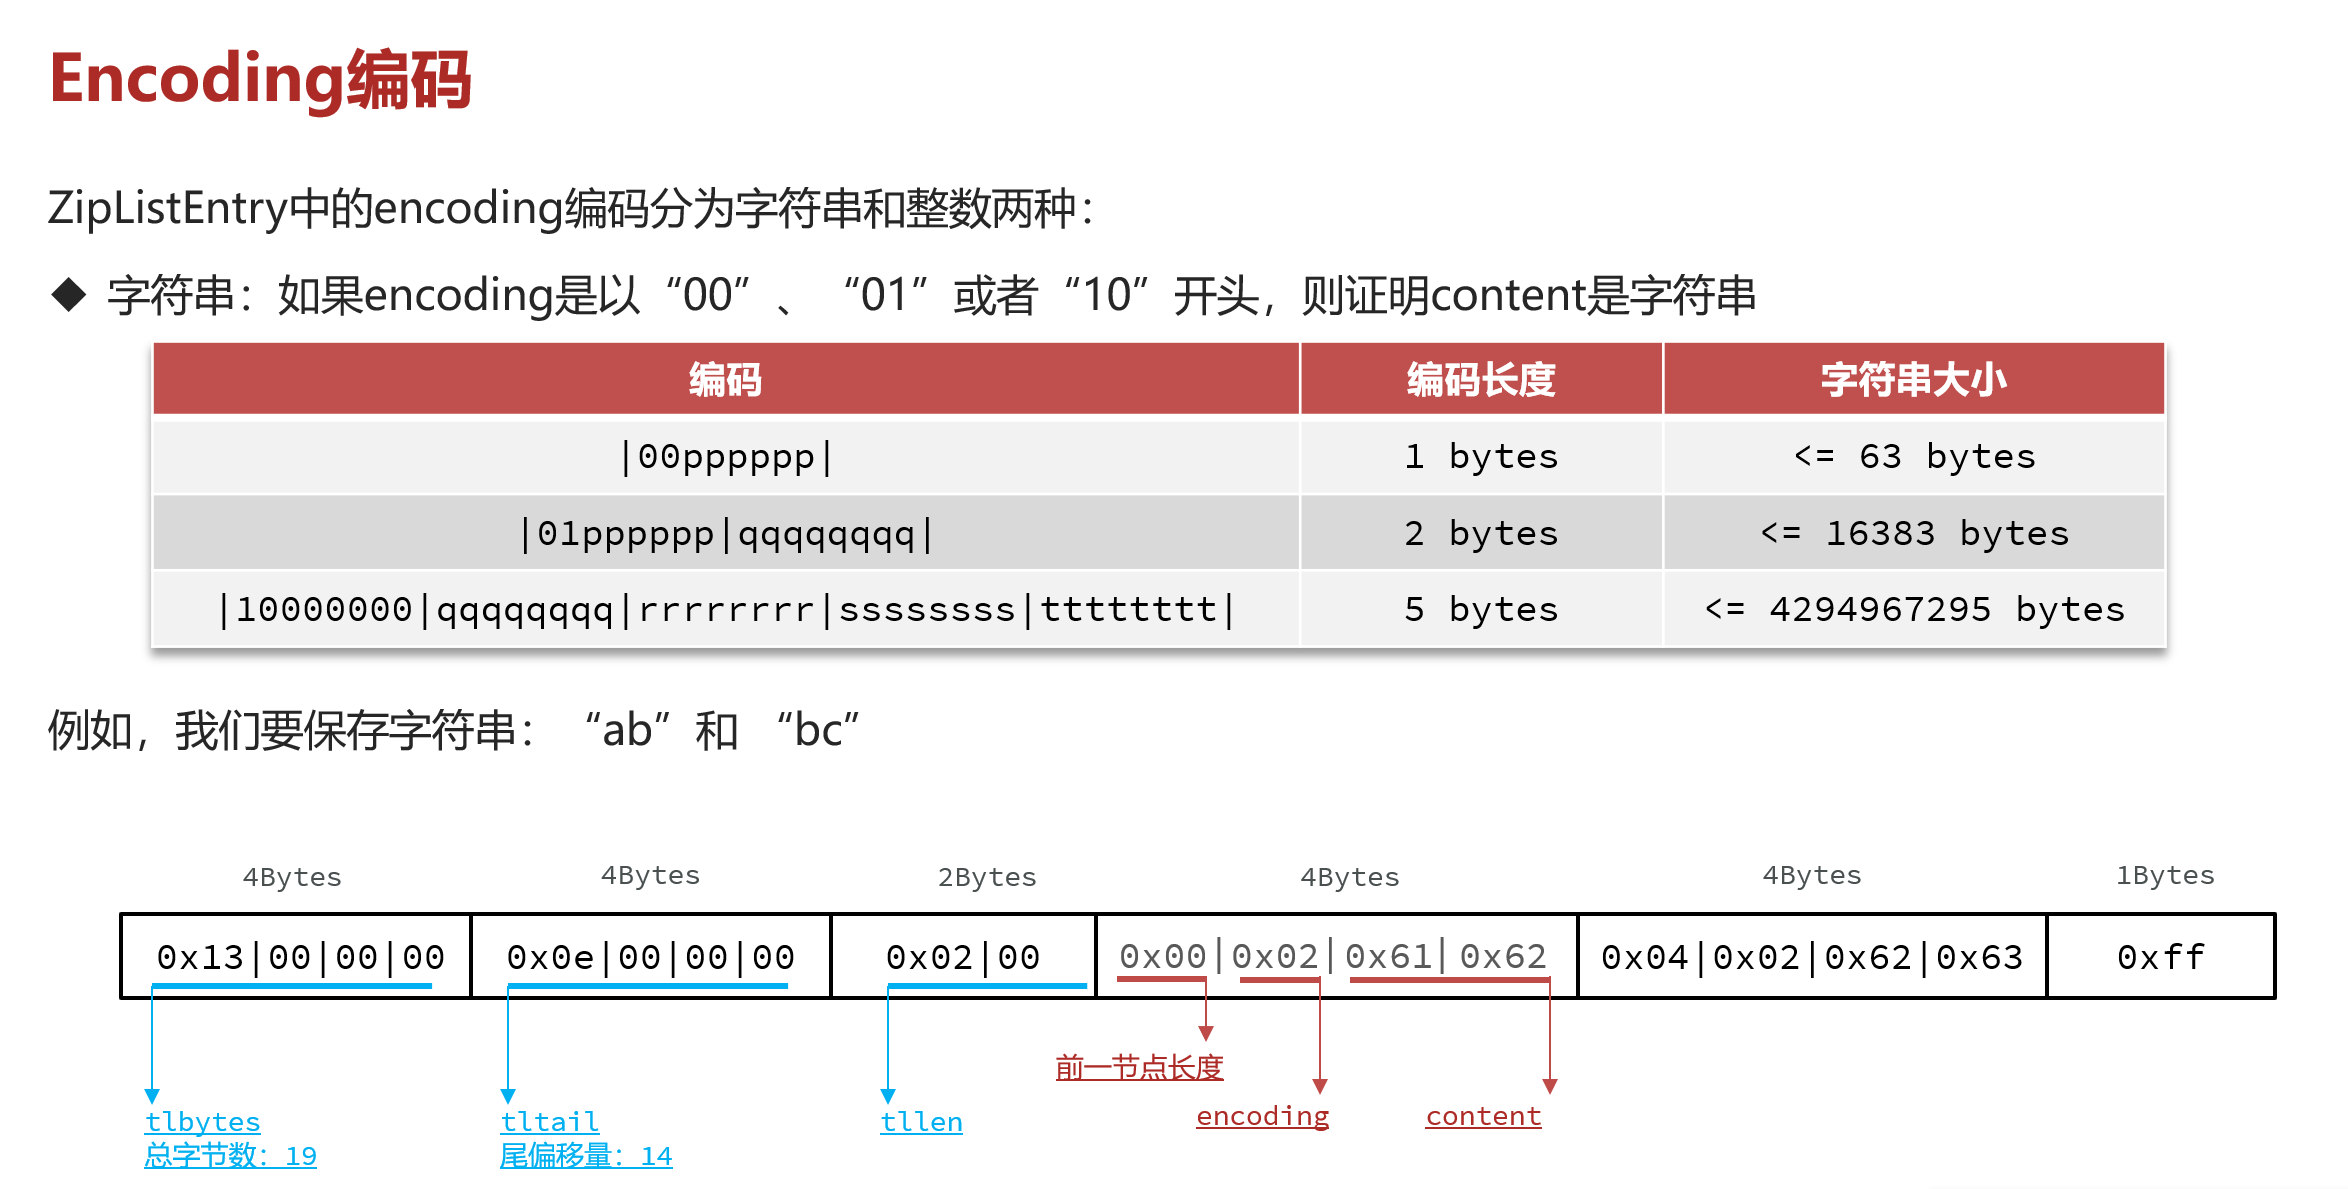 Encoding编码
ZipListEntry中的encoding编码分为字符串和整数两种：
◆ 字符串：如果encoding是以“00”、“01”或者“10”开头，则证明content是字符串
编码 编码长度 字符串大小
|00pppppp| 1 bytes <= 63 bytes
|01pppppp|qqqqqqqq| 2 bytes <= 16383 bytes
|10000000|qqqqqqqq|rrrrrrrr|ssssssss|tttttttt| 5 bytes <= 4294967295 bytes
例如，我们要保存字符串：“ab”和 “bc”
4Bytes 4Bytes 2Bytes 4Bytes 4Bytes 1Bytes
0x13|00|00|00 0x0e|00|00|00 0x02|00 0x00|0x02|0x61|0x62 0x04|0x02|0x62|0x63 0xff
前一节点长度
tlbytes tltail tllen encoding content
总字节数：19 尾偏移量：14